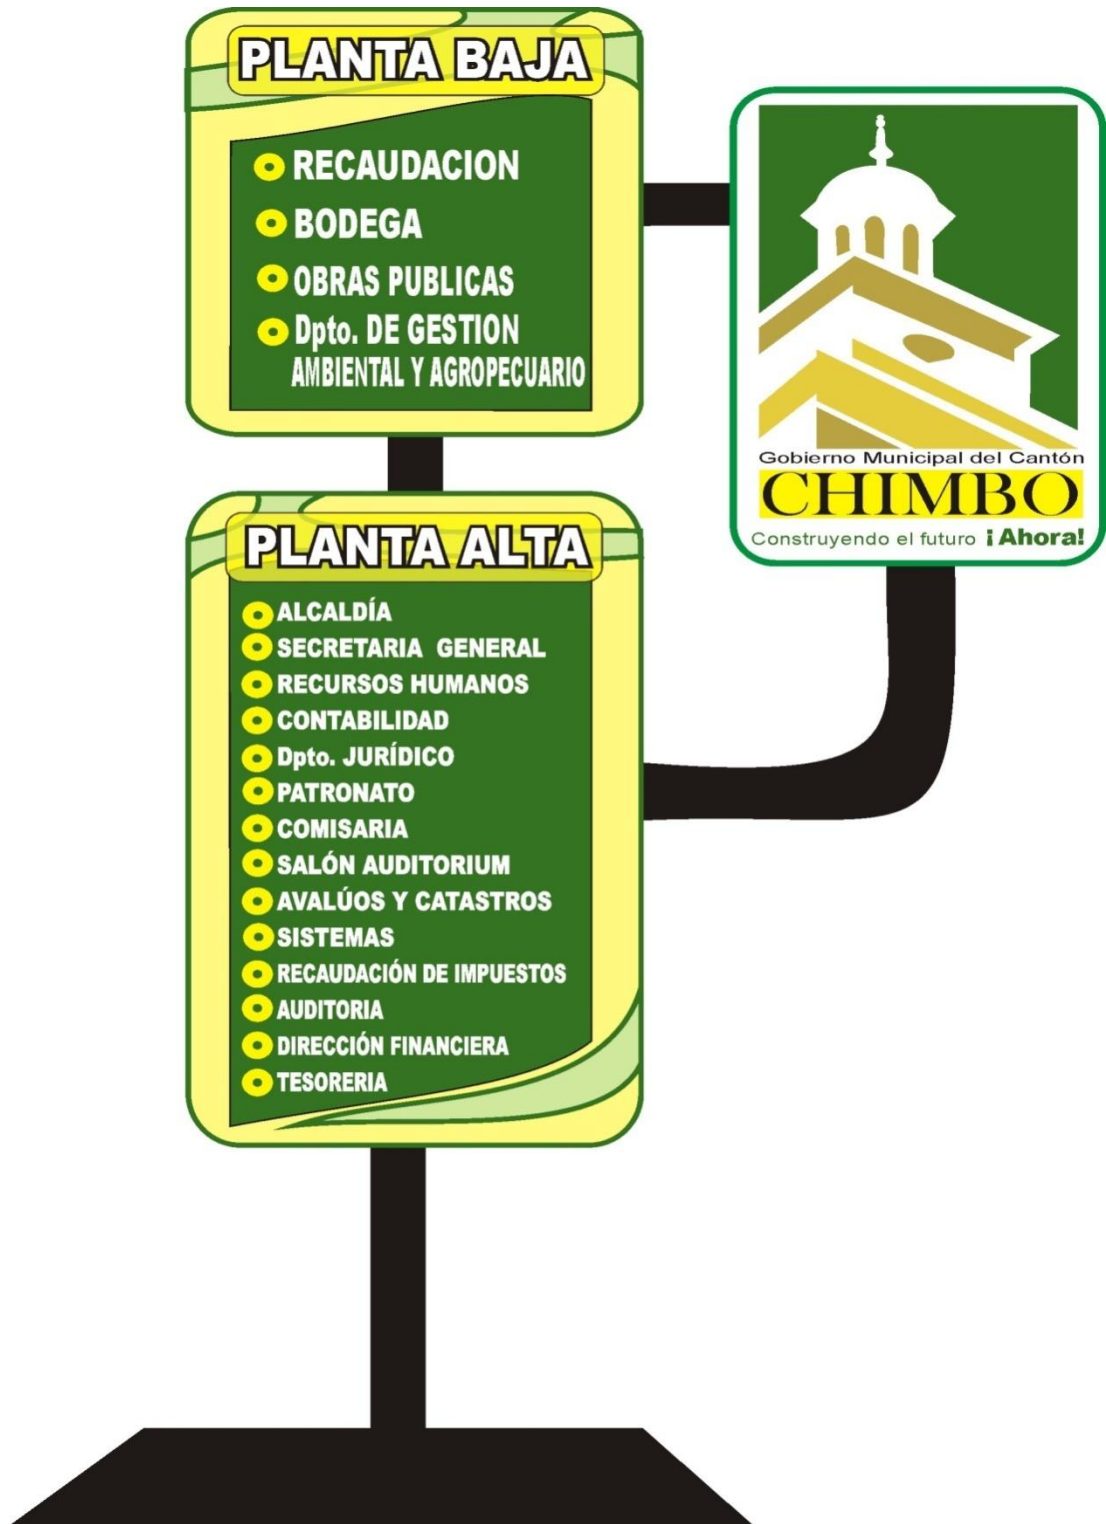 PLANTA BAJA
RECAUDACION
BODEGA
OBRAS PUBLICAS
Dpto. DE GESTION
AMBIENTAL Y AGROPECUARIO
Gobierno Municipal del Cantón
CHIMBO
Construyendo el futuro ¡Ahora!
PLANTA ALTA
ALCALDÍA
SECRETARIA GENERAL
RECURSOS HUMANOS
CONTABILIDAD
Dpto. JURÍDICO
PATRONATO
COMISARIA
SALÓN AUDITORIUM
AVALÚOS Y CATASTROS
SISTEMAS
RECAUDACIÓN DE IMPUESTOS
AUDITORIA
DIRECCIÓN FINANCIERA
TESORERIA